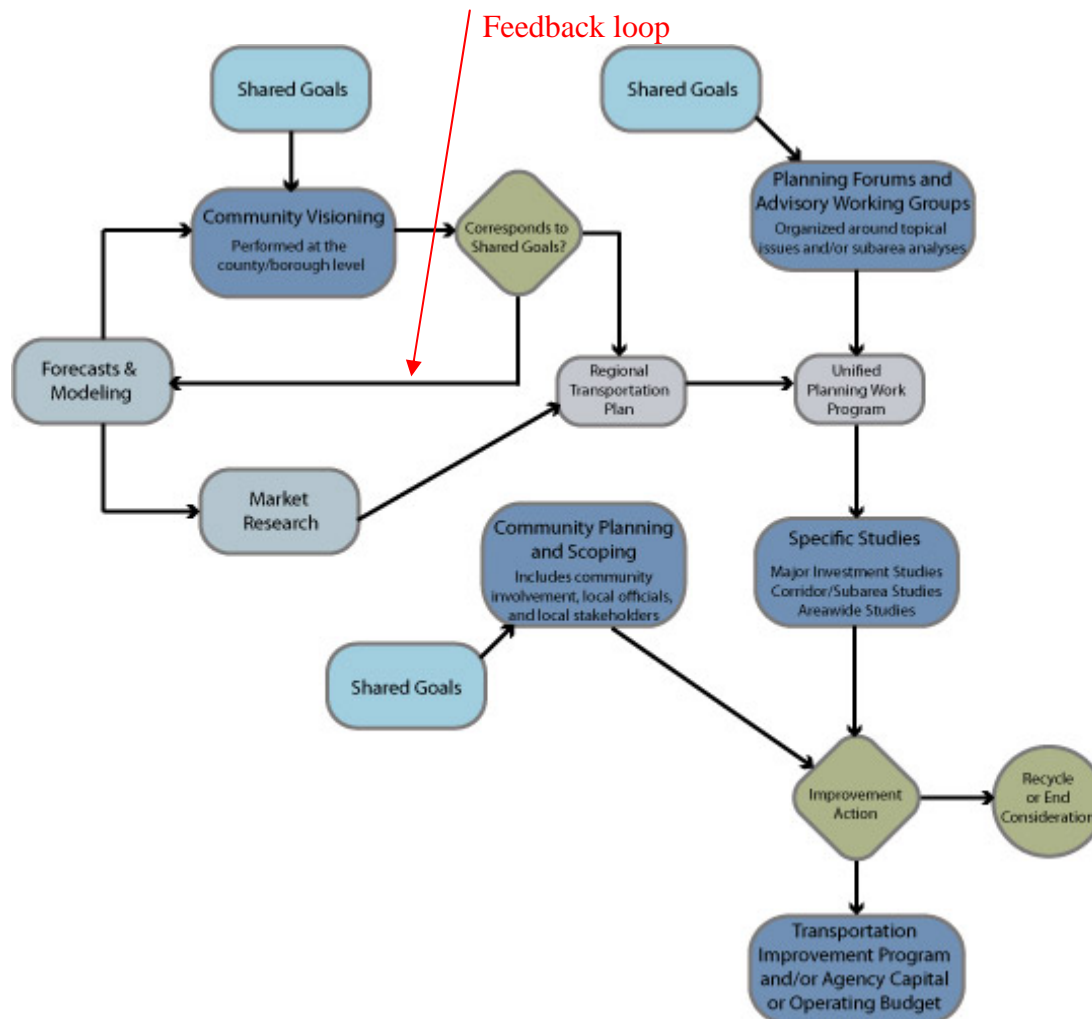 Feedback loop
Shared Goals
Shared Goals
Community Visioning
Performed at the
county/borough level
Corresponds to
Shared Goals?
Planning Forums and
Advisory Working Groups
Organized around topical
issues and/or subarea analyses
Forecasts &
Modeling
Regional
Transportation
Plan
Unified
Planning Work
Program
Market
Research
Community Planning
and Scoping
Includes community
involvement, local officials,
and local stakeholders
Specific Studies
Major Investment Studies
Corridor/Subarea Studies
Areawide Studies
Shared Goals
Improvement
Action
Recycle
or End
Consideration
Transportation
Improvement Program
and/or Agency Capital
or Operating Budget